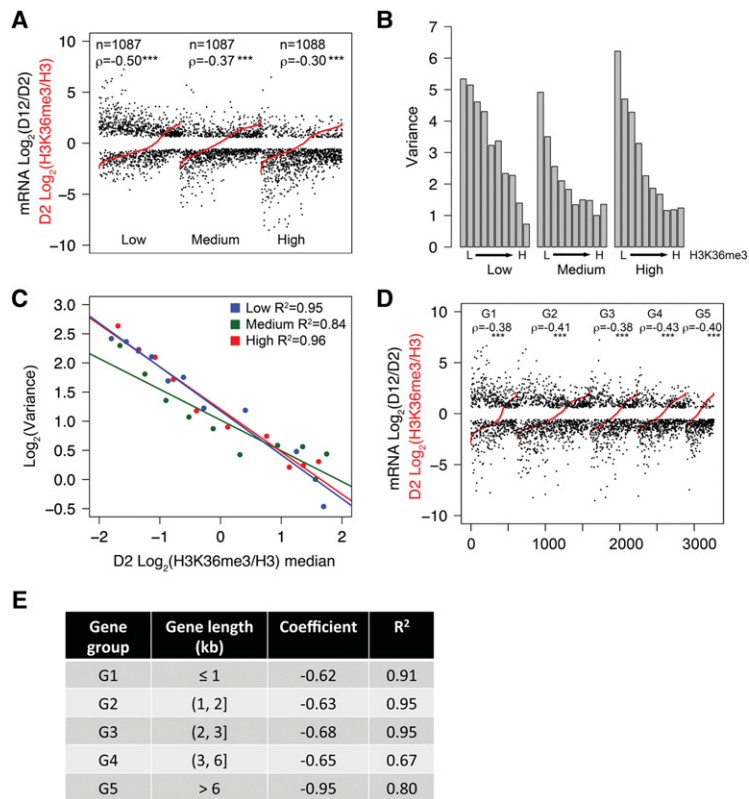 A
mRNA Log2(D12/D2)
D2 Log2(H3K36me3/H3)
10
5
0
−5
−10
n=1087 n=1087 n=1088
ρ=-0.50*** ρ=-0.37*** ρ=-0.30***
Low Medium High
B
Variance
7
6
5
4
3
2
1
0
L H L H L H H3K36me3
Low Medium High
C
Log2(Variance)
3.0
2.5
2.0
1.5
1.0
0.5
0.0
−0.5
Low R2=0.95
Medium R2=0.84
High R2=0.96
−2 −1 0 1 2
D2 Log2(H3K36me3/H3) median
D
mRNA Log2(D12/D2)
D2 Log2(H3K36me3/H3)
10
5
0
−5
−10
G1 G2 G3 G4 G5
ρ=-0.38 ρ=-0.41 ρ=-0.38 ρ=-0.43 ρ=-0.40
*** *** *** *** ***
0 1000 2000 3000
E
Gene group Gene length (kb) Coefficient R2
G1 ≤ 1 -0.62 0.91
G2 (1, 2] -0.63 0.95
G3 (2, 3] -0.68 0.95
G4 (3, 6] -0.65 0.67
G5 > 6 -0.95 0.80